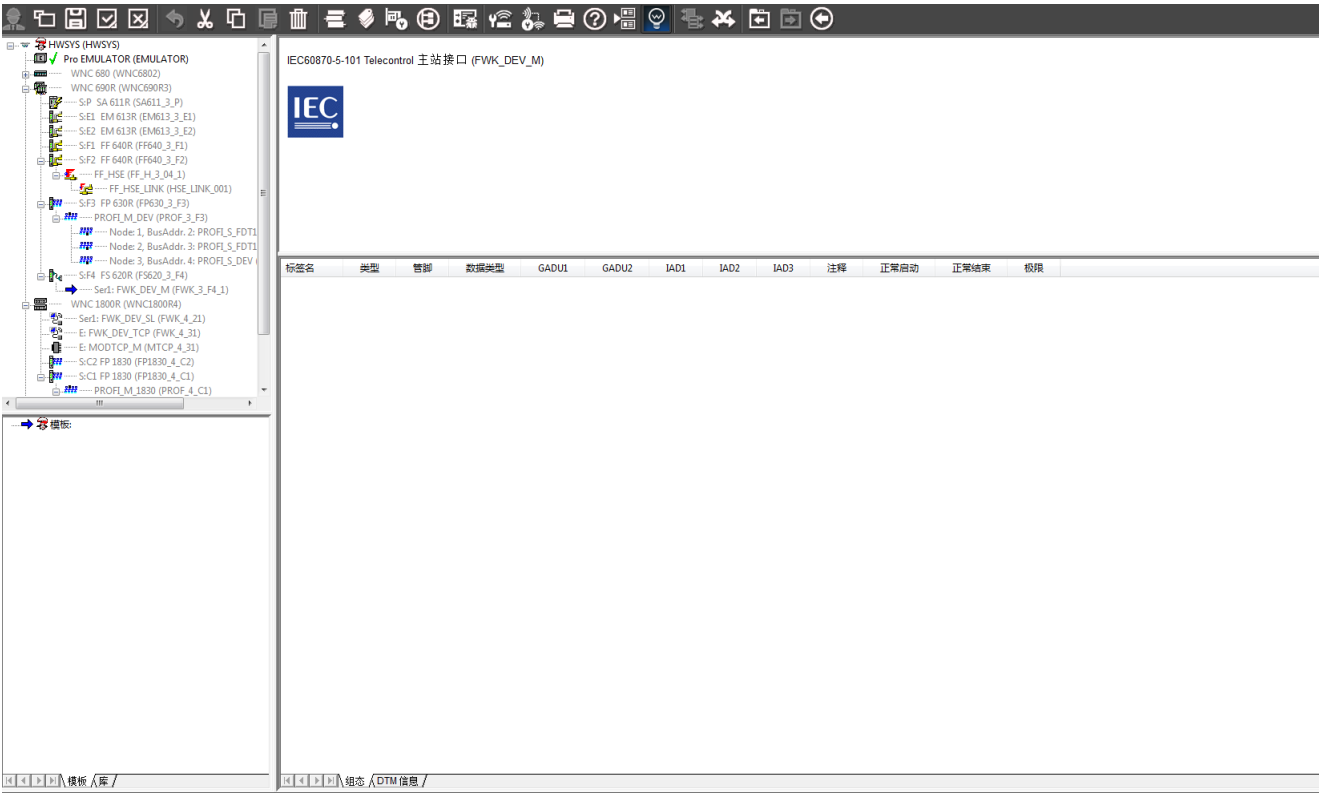 HWSYS (HWSYS)
Pro EMULATOR (EMULATOR)
WNC 680 (WNC6802)
WNC 690R (WNC690R3)
S:P SA 611R (SA611_3_P)
S:E1 EM 613R (EM613_3_E1)
S:E2 EM 613R (EM613_3_E2)
S:F1 FF 640R (FF640_3_F1)
S:F2 FF 640R (FF640_3_F2)
FF_HSE (FF_H_3_04_1)
FF_HSE_LINK (HSE_LINK_001)
S:F3 FP 630R (FP630_3_F3)
PROFI_M_DEV (PROF_3_F3)
Node: 1, BusAddr. 2: PROFI_S_FDT1
Node: 2, BusAddr. 3: PROFI_S_FDT1
Node: 3, BusAddr. 4: PROFI_S_DEV (
S:F4 FS 620R (FS620_3_F4)
Ser1: FWK_DEV_M (FWK_3_F4_1)
WNC 1800R (WNC1800R4)
Ser1: FWK_DEV_SL (FWK_4_21)
E: FWK_DEV_TCP (FWK_4_31)
E: MODTCP_M (MTCP_4_31)
S:C2 FP 1830 (FP1830_4_C2)
S:C1 FP 1830 (FP1830_4_C1)
PROFI_M_1830 (PROF_4_C1)
模板:
模板 库
IEC60870-5-101 Telecontrol 主站接口 (FWK_DEV_M)
IEC
标签名 类型 管脚 数据类型 GADU1 GADU2 IAD1 IAD2 IAD3 注释 正常启动 正常结束 极限
组态 DTM 信息